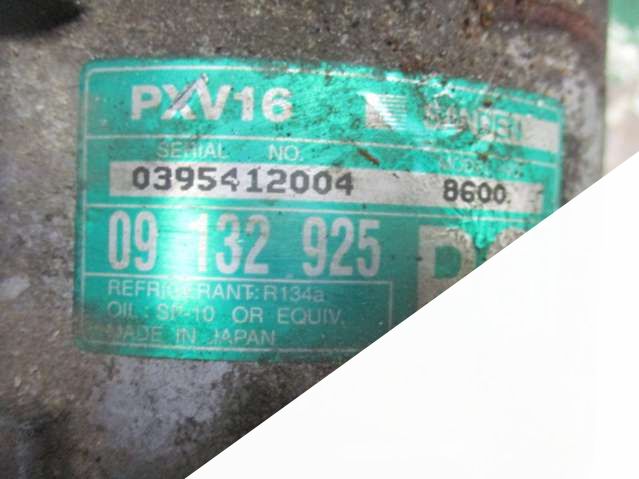 PXV16 SANDEN
SERIAL NO. MODEL
0395412004 8600
09 132 925
REFRIGERANT: R134a
OIL: SP-10 OR EQUIV.
MADE IN JAPAN